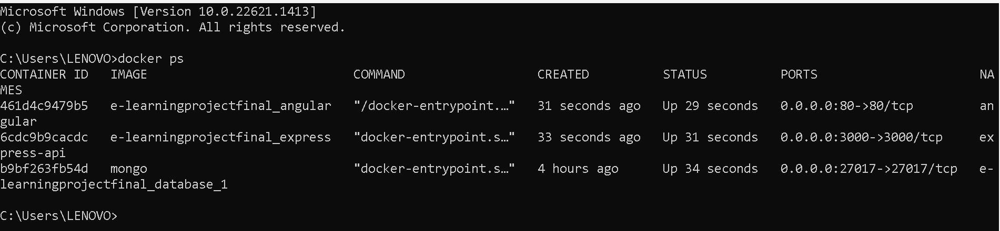 Microsoft Windows [Version 10.0.22621.1413]
(c) Microsoft Corporation. All rights reserved.
C:\Users\LENOVO>docker ps
CONTAINER ID   IMAGE                            COMMAND                  CREATED          STATUS          PORTS                      NA
MES
461d4c9479b5   e-learningprojectfinal_angular   "/docker-entrypoint.…"   31 seconds ago   Up 29 seconds   0.0.0.0:80->80/tcp         an
gular
6cdc9b9cacdc   e-learningprojectfinal_express   "docker-entrypoint.s…"   33 seconds ago   Up 31 seconds   0.0.0.0:3000->3000/tcp     ex
press-api
b9bf263fb54d   mongo                            "docker-entrypoint.s…"   4 hours ago      Up 34 seconds   0.0.0.0:27017->27017/tcp   e-
learningprojectfinal_database_1
C:\Users\LENOVO>